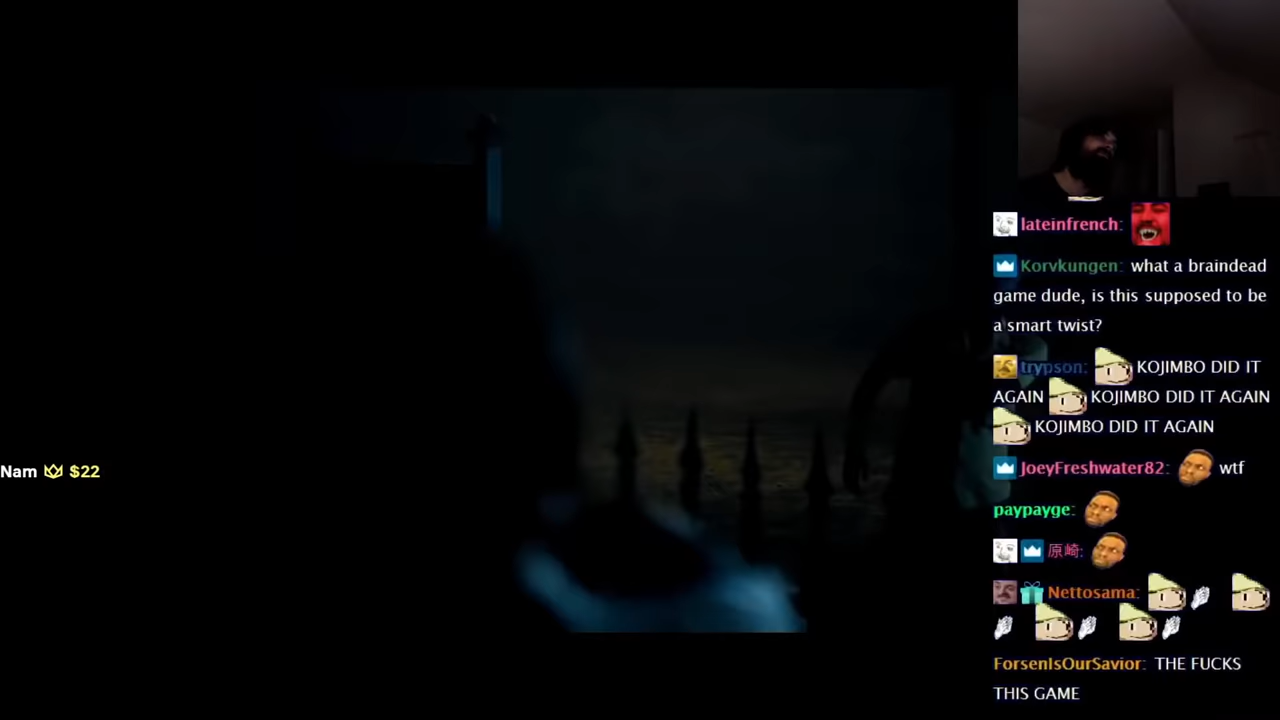 Nam $22
lateinfrench:
Korvkungen: what a braindead
game dude, is this supposed to be
a smart twist?
trypson: KOJIMBO DID IT
AGAIN KOJIMBO DID IT AGAIN
KOJIMBO DID IT AGAIN
JoeyFreshwater82: wtf
paypayge:
原崎:
Nettosama:
ForsenIsOurSavior: THE FUCKS
THIS GAME